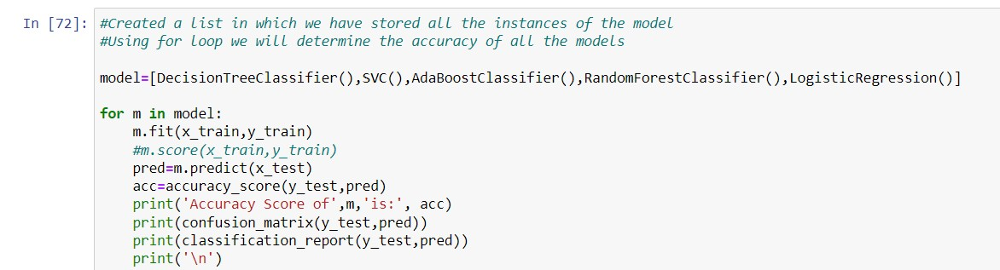 In [72]: #Created a list in which we have stored all the instances of the model
#Using for loop we will determine the accuracy of all the models
model=[DecisionTreeClassifier(),SVC(),AdaBoostClassifier(),RandomForestClassifier(),LogisticRegression()]
for m in model:
    m.fit(x_train,y_train)
    #m.score(x_train,y_train)
    pred=m.predict(x_test)
    acc=accuracy_score(y_test,pred)
    print('Accuracy Score of',m,'is:', acc)
    print(confusion_matrix(y_test,pred))
    print(classification_report(y_test,pred))
    print('\n')